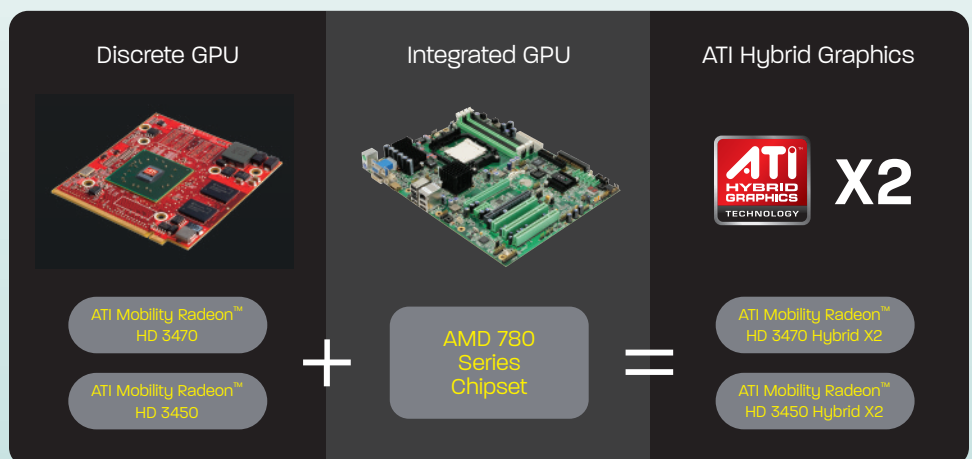 Discrete GPU
Integrated GPU
ATI Hybrid Graphics
ATI
HYBRID
GRAPHICS
TECHNOLOGY
X2
ATI Mobility Radeon™
HD 3470
ATI Mobility Radeon™
HD 3450
+
AMD 780
Series
Chipset
=
ATI Mobility Radeon™
HD 3470 Hybrid X2
ATI Mobility Radeon™
HD 3450 Hybrid X2